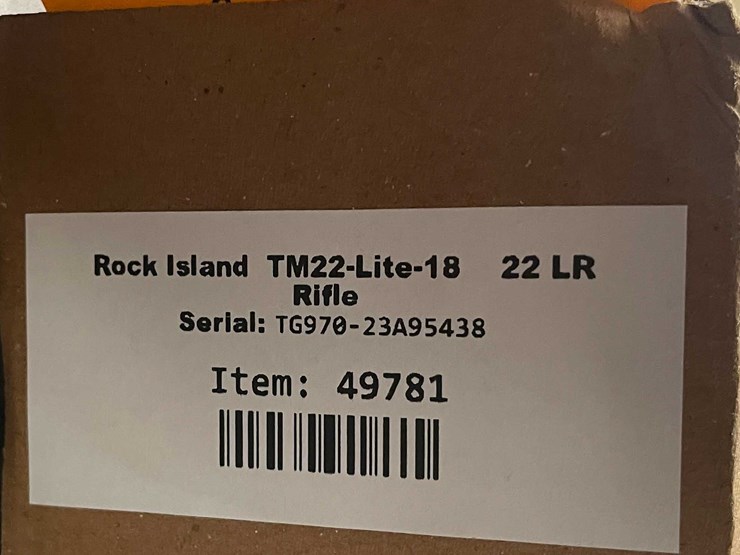 Rock Island TM22-Lite-18 22 LR
Rifle
Serial: TG970-23A95438
Item: 49781